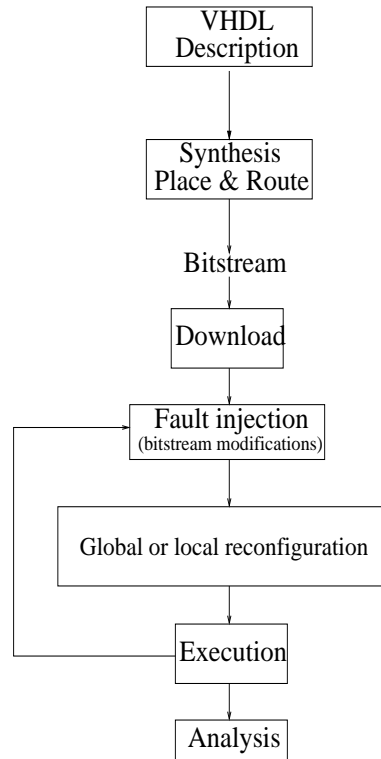 VHDL
Description
Synthesis
Place & Route
Bitstream
Download
Fault injection
(bitstream modifications)
Global or local reconfiguration
Execution
Analysis